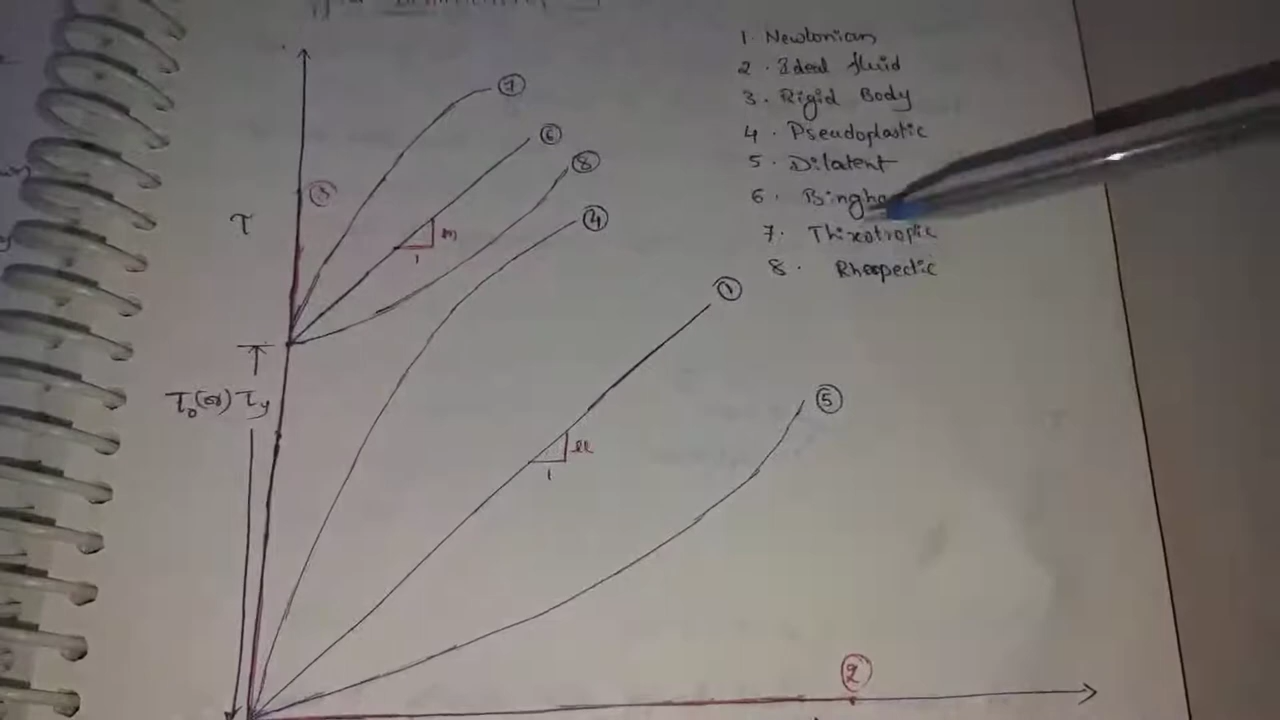 1. Newtonian
2. Ideal fluid
3. Rigid Body
4. Pseudoplastic
5. Dilatent
6. Bingha
7. Thixotropic
8. Rheopectic
7
6
8
3
τ
m
1
4
1
τ₀(or) τy
5
μ
1
2